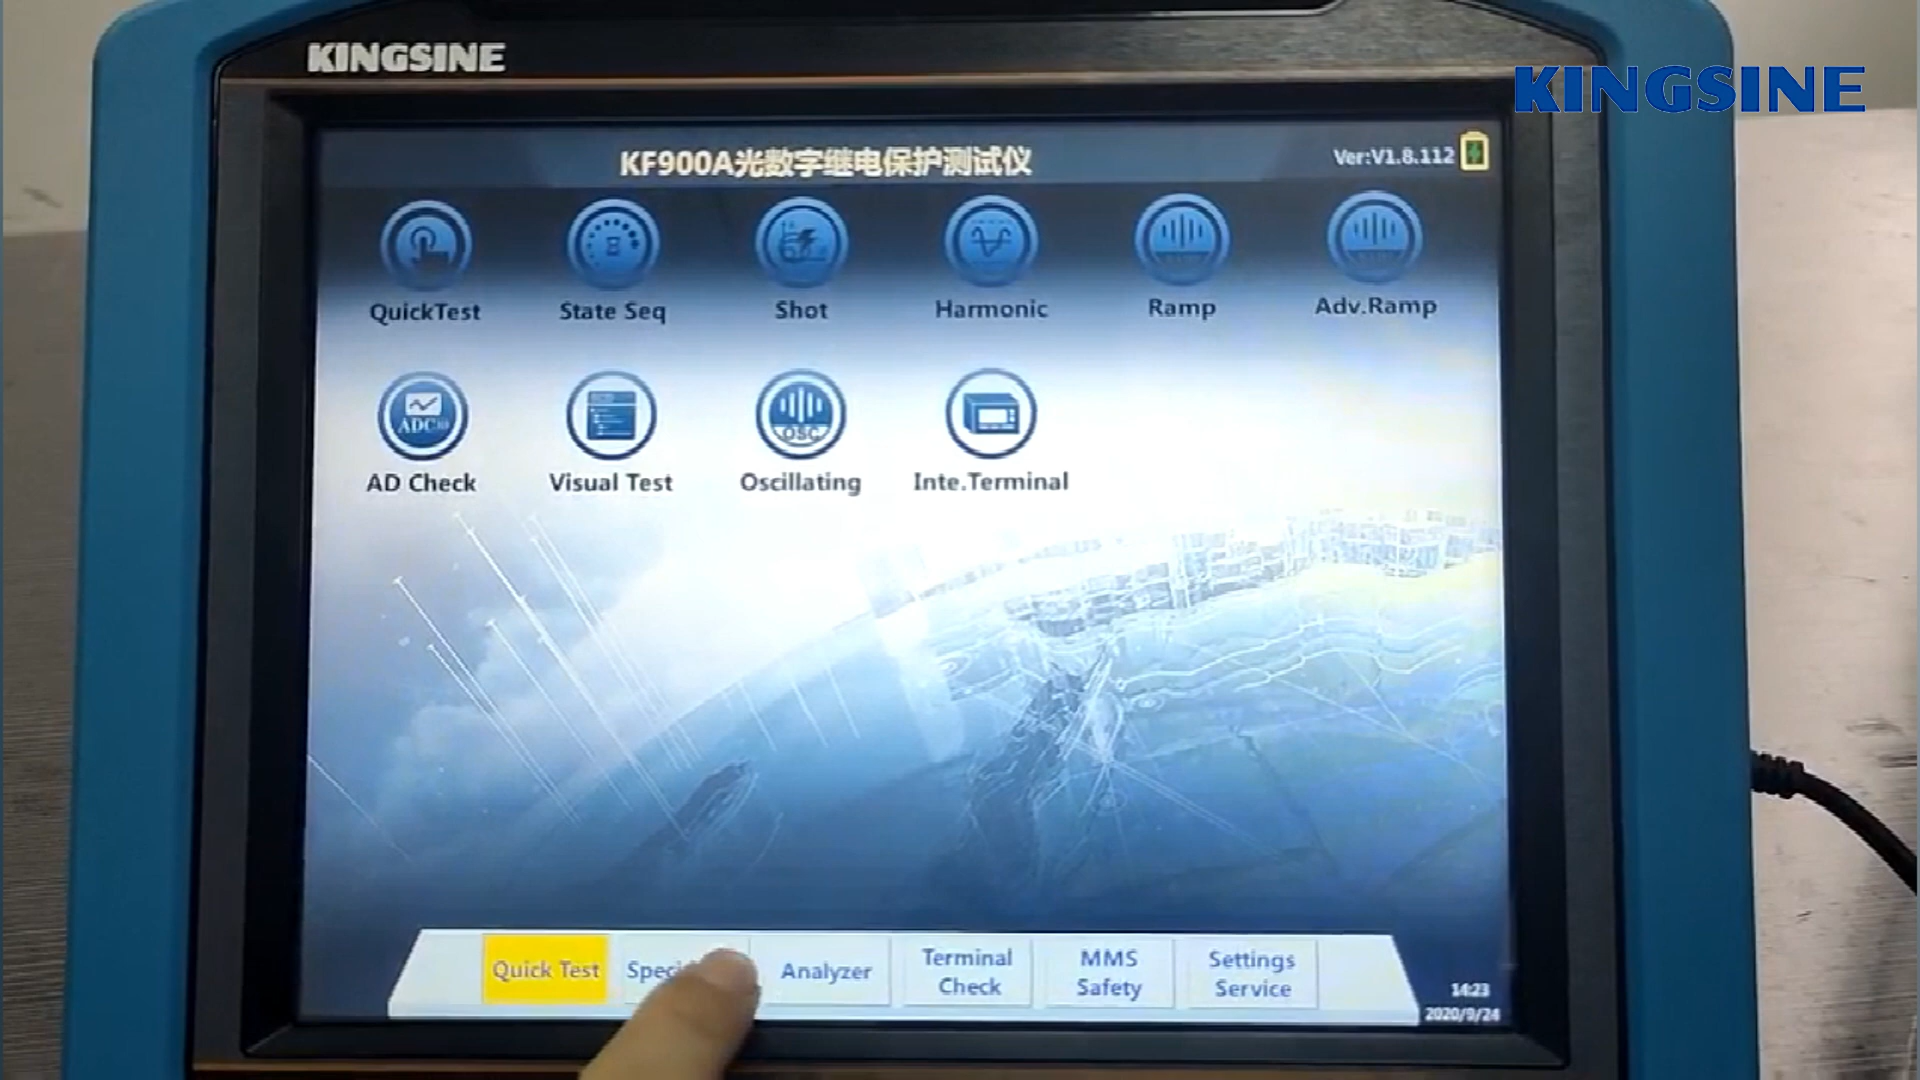 KINGSINE
KINGSINE
KF900A光数字继电保护测试仪
Ver:V1.8.112
QuickTest
State Seq
Shot
Harmonic
Ramp
Adv.Ramp
ADC
OSC
AD Check
Visual Test
Oscillating
Inte.Terminal
Quick Test
Analyzer
Terminal
Check
MMS
Safety
Settings
Service
14:23
2020/9/24